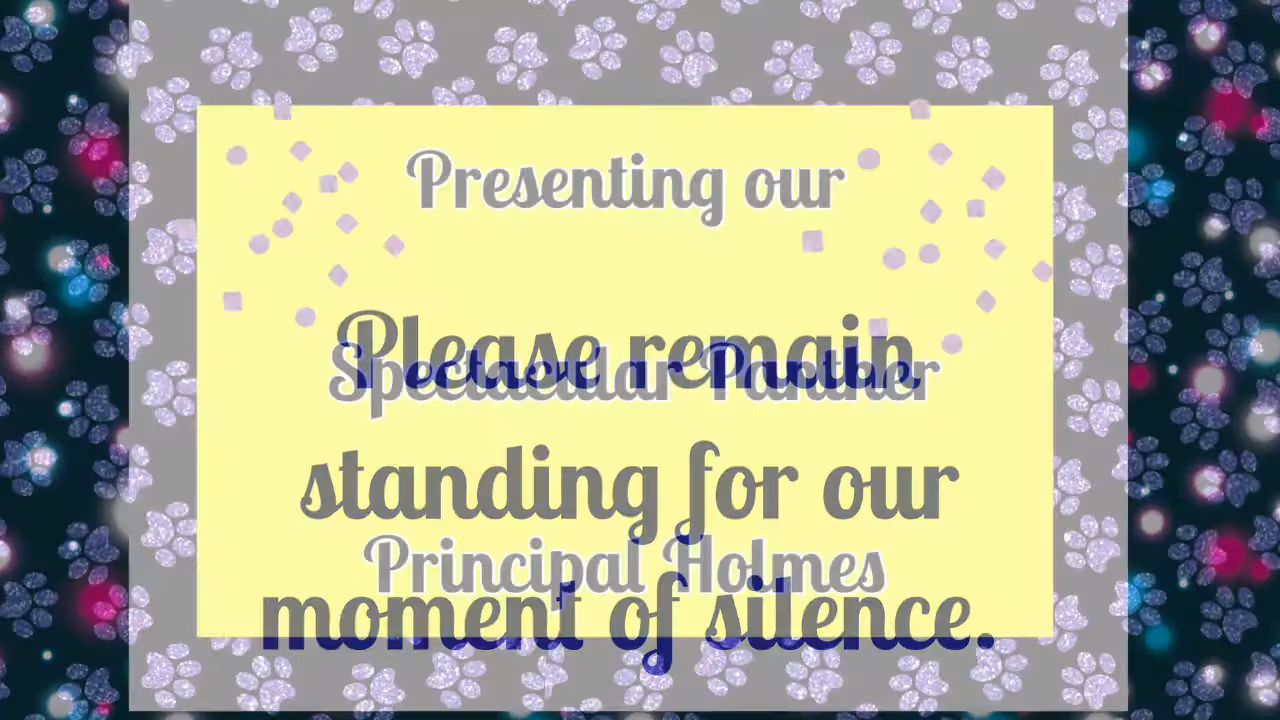 Presenting our
Please remain
Spectacular Panther
standing for our
Principal Holmes
moment of silence.